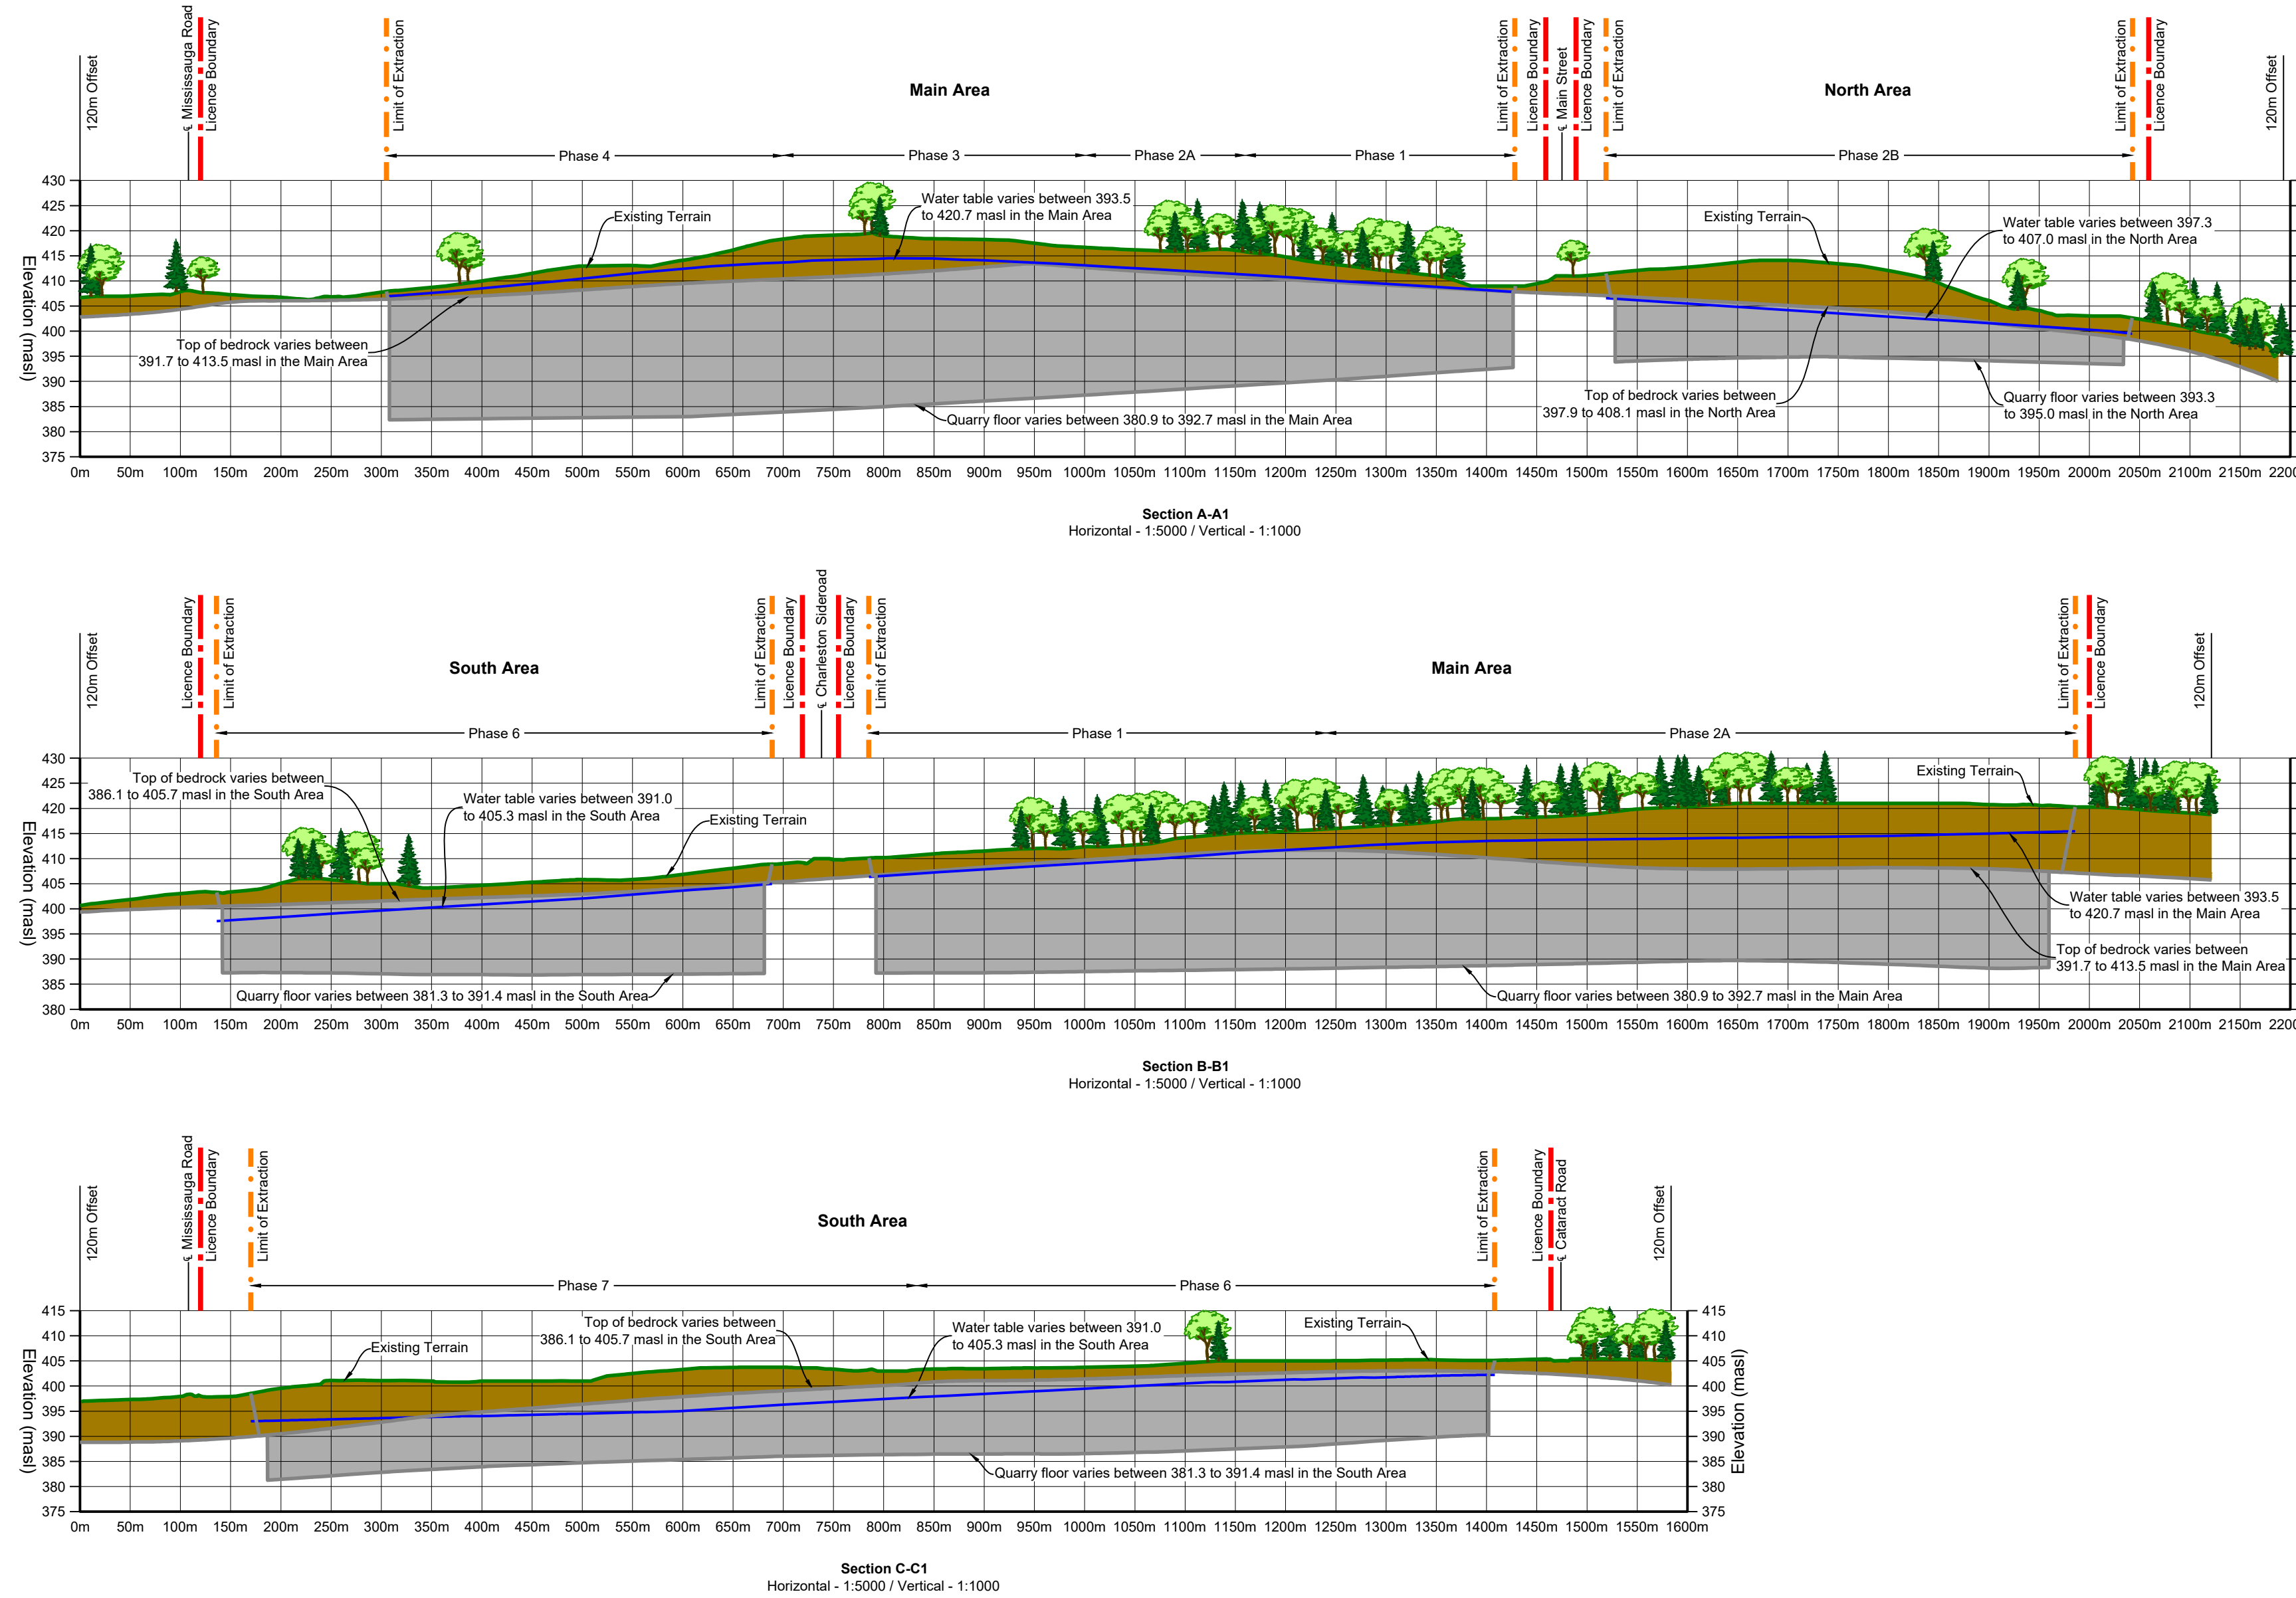 120m Offset
℄ Mississauga Road
Licence Boundary
Limit of Extraction
Main Area
Limit of Extraction
Licence Boundary
℄ Main Street
Licence Boundary
Limit of Extraction
North Area
Limit of Extraction
Licence Boundary
120m Offset
Phase 4
Phase 3
Phase 2A
Phase 1
Phase 2B
Elevation (masl)
430
425
420
415
410
405
400
395
390
385
380
375
Existing Terrain
Water table varies between 393.5
to 420.7 masl in the Main Area
Existing Terrain
Water table varies between 397.3
to 407.0 masl in the North Area
Top of bedrock varies between
391.7 to 413.5 masl in the Main Area
Top of bedrock varies between
397.9 to 408.1 masl in the North Area
Quarry floor varies between 393.3
to 395.0 masl in the North Area
Quarry floor varies between 380.9 to 392.7 masl in the Main Area
0m 50m 100m 150m 200m 250m 300m 350m 400m 450m 500m 550m 600m 650m 700m 750m 800m 850m 900m 950m 1000m 1050m 1100m 1150m 1200m 1250m 1300m 1350m 1400m 1450m 1500m 1550m 1600m 1650m 1700m 1750m 1800m 1850m 1900m 1950m 2000m 2050m 2100m 2150m 2200
Section A-A1
Horizontal - 1:5000 / Vertical - 1:1000
120m Offset
Licence Boundary
Limit of Extraction
South Area
Limit of Extraction
Licence Boundary
℄ Charleston Sideroad
Licence Boundary
Limit of Extraction
Main Area
Limit of Extraction
Licence Boundary
120m Offset
Phase 6
Phase 1
Phase 2A
Elevation (masl)
430
425
420
415
410
405
400
395
390
385
380
Top of bedrock varies between
386.1 to 405.7 masl in the South Area
Water table varies between 391.0
to 405.3 masl in the South Area
Existing Terrain
Existing Terrain
Water table varies between 393.5
to 420.7 masl in the Main Area
Top of bedrock varies between
391.7 to 413.5 masl in the Main Area
Quarry floor varies between 381.3 to 391.4 masl in the South Area
Quarry floor varies between 380.9 to 392.7 masl in the Main Area
0m 50m 100m 150m 200m 250m 300m 350m 400m 450m 500m 550m 600m 650m 700m 750m 800m 850m 900m 950m 1000m 1050m 1100m 1150m 1200m 1250m 1300m 1350m 1400m 1450m 1500m 1550m 1600m 1650m 1700m 1750m 1800m 1850m 1900m 1950m 2000m 2050m 2100m 2150m 2200
Section B-B1
Horizontal - 1:5000 / Vertical - 1:1000
120m Offset
℄ Mississauga Road
Licence Boundary
Limit of Extraction
South Area
Limit of Extraction
Licence Boundary
℄ Cataract Road
120m Offset
Phase 7
Phase 6
Elevation (masl)
415
410
405
400
395
390
385
380
375
Existing Terrain
Top of bedrock varies between
386.1 to 405.7 masl in the South Area
Water table varies between 391.0
to 405.3 masl in the South Area
Existing Terrain
Quarry floor varies between 381.3 to 391.4 masl in the South Area
415
410
405
400
395
390
385
380
375
Elevation (masl)
0m 50m 100m 150m 200m 250m 300m 350m 400m 450m 500m 550m 600m 650m 700m 750m 800m 850m 900m 950m 1000m 1050m 1100m 1150m 1200m 1250m 1300m 1350m 1400m 1450m 1500m 1550m 1600m
Section C-C1
Horizontal - 1:5000 / Vertical - 1:1000